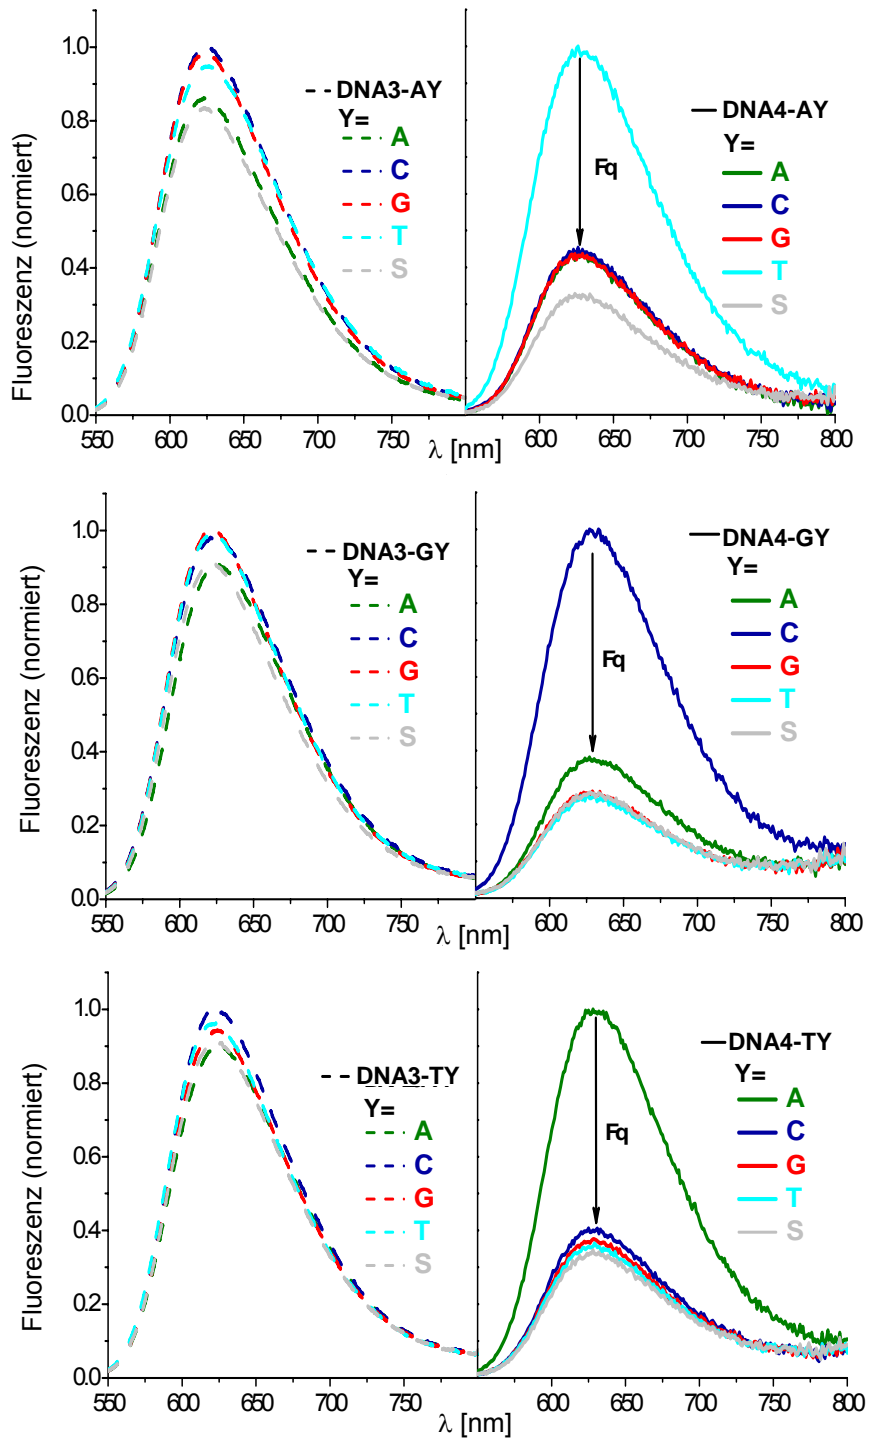 Fluoreszenz (normiert)
1.0
0.8
0.6
0.4
0.2
0.0
DNA3-AY
Y=
A
C
G
T
S
DNA4-AY
Y=
A
C
G
T
S
Fq
550 600 650 700 750 600 650 700 750 800
λ [nm]
Fluoreszenz (normiert)
1.0
0.8
0.6
0.4
0.2
0.0
DNA3-GY
Y=
A
C
G
T
S
DNA4-GY
Y=
A
C
G
T
S
Fq
550 600 650 700 750 600 650 700 750 800
λ [nm]
Fluoreszenz (normiert)
1.0
0.8
0.6
0.4
0.2
0.0
DNA3-TY
Y=
A
C
G
T
S
DNA4-TY
Y=
A
C
G
T
S
Fq
550 600 650 700 750 600 650 700 750 800
λ [nm]